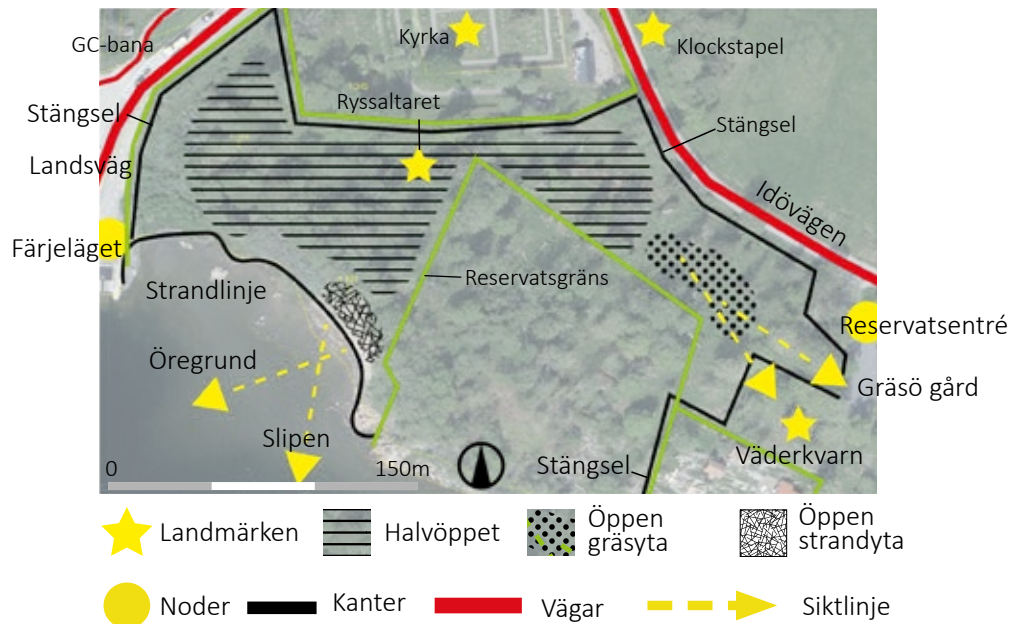 Kyrka
Klockstapel
GC-bana
Ryssaltaret
Stängsel
Stängsel
Landsväg
Idövägen
Färjeläget
Reservatsgräns
Strandlinje
Reservatsentré
Öregrund
Gräsö gård
Slipen
Väderkvarn
0
150m
Stängsel
Landmärken
Halvöppet
Öppen
gräsyta
Öppen
strandyta
Noder
Kanter
Vägar
Siktlinje